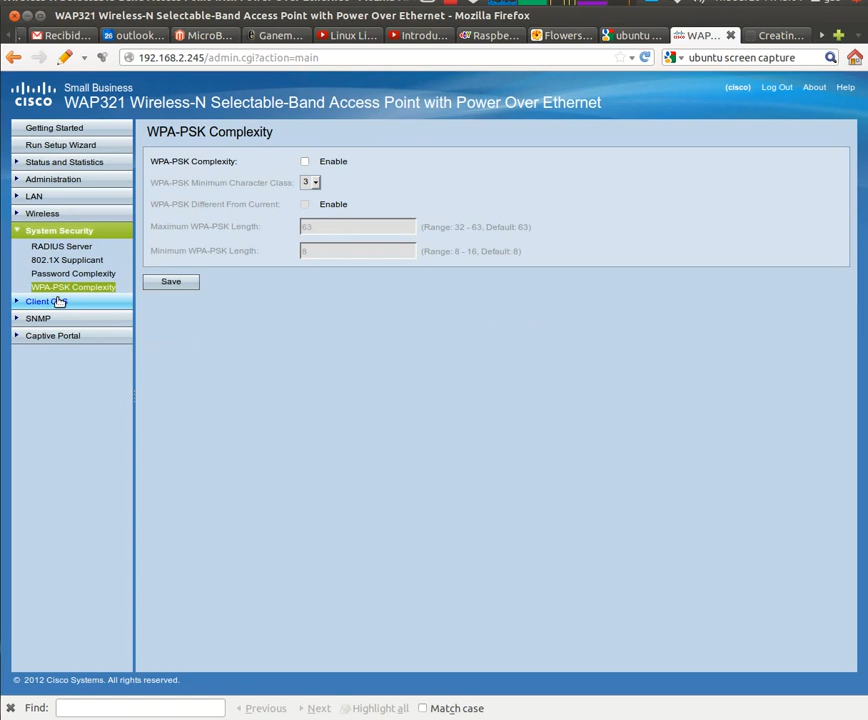 WAP321 Wireless-N Selectable-Band Access Point with Power Over Ethernet - Mozilla Firefox
Recibid... outlook... MicroB... Ganem... Linux Li... Introdu... Raspbe... Flowers... ubuntu ... WAP... Creatin...
192.168.2.245/admin.cgi?action=main
ubuntu screen capture
Small Business
CISCO WAP321 Wireless-N Selectable-Band Access Point with Power Over Ethernet
(cisco) Log Out About Help
Getting Started
Run Setup Wizard
Status and Statistics
Administration
LAN
Wireless
System Security
RADIUS Server
802.1X Supplicant
Password Complexity
WPA-PSK Complexity
Client
SNMP
Captive Portal
WPA-PSK Complexity
WPA-PSK Complexity: Enable
WPA-PSK Minimum Character Class: 3
WPA-PSK Different From Current: Enable
Maximum WPA-PSK Length: 63 (Range: 32 - 63, Default: 63)
Minimum WPA-PSK Length: 8 (Range: 8 - 16, Default: 8)
Save
© 2012 Cisco Systems. All rights reserved.
Find: Previous Next Highlight all Match case